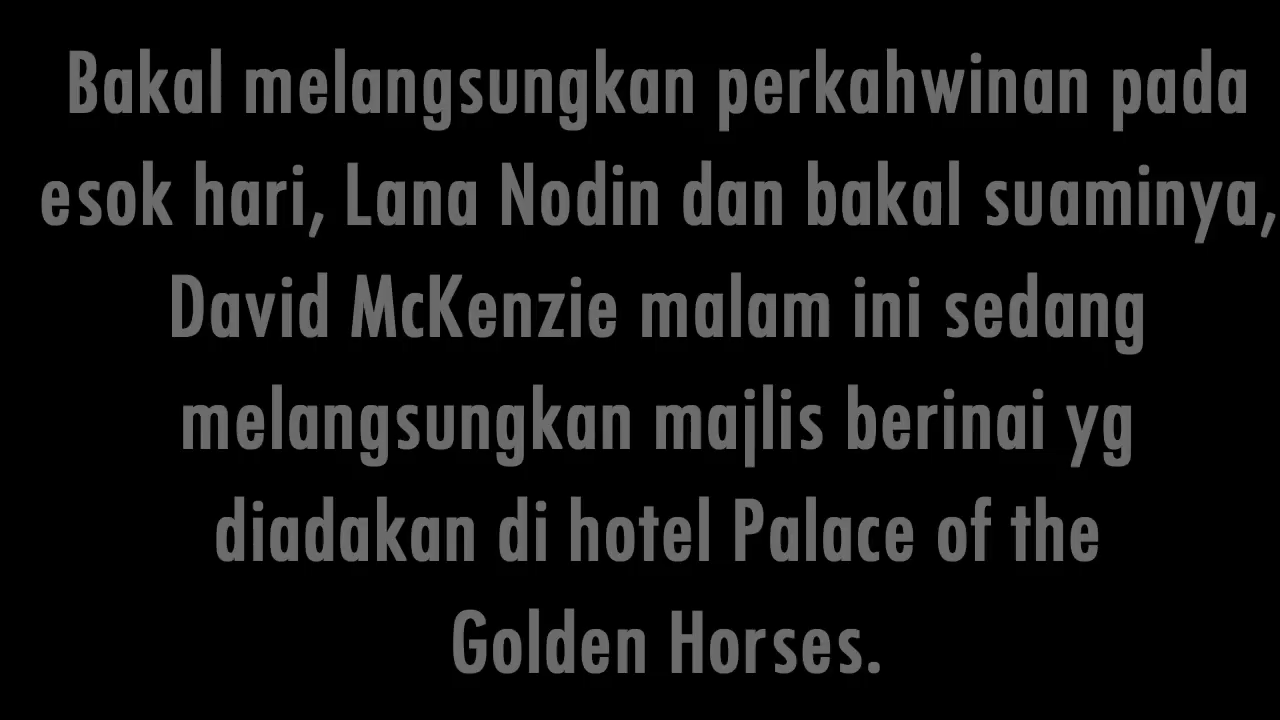 Bakal melangsungkan perkahwinan pada
esok hari, Lana Nodin dan bakal suaminya,
David McKenzie malam ini sedang
melangsungkan majlis berinai yg
diadakan di hotel Palace of the
Golden Horses.